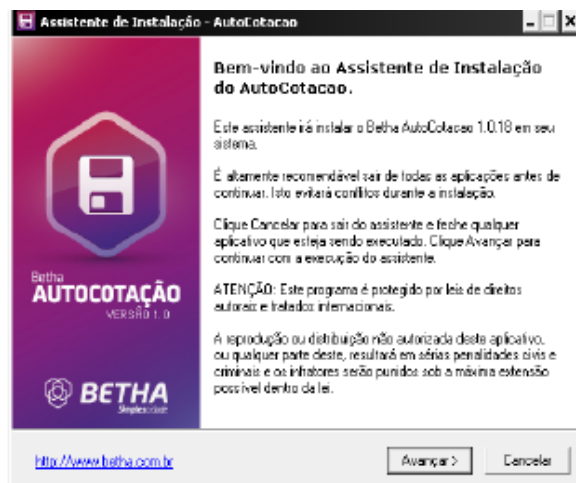 Assistente de Instalação - AutoCotacao
Bem-vindo ao Assistente de Instalação
do AutoCotacao.
Este assistente irá instalar o Betha AutoCotacao 1.0.18 em seu
sistema.
É altamente recomendável sair de todas as aplicações antes de
continuar. Isto evitará conflitos durante a instalação.
Clique Cancelar para sair do assistente e feche qualquer
aplicativo que esteja sendo executado. Clique Avançar para
continuar com a execução do assistente.
ATENÇÃO: Este programa é protegido por leis de direitos
autorais e tratados internacionais.
A reprodução ou distribuição não autorizada deste aplicativo,
ou qualquer parte deste, resultará em sérias penalidades civis e
criminais e os infratores serão punidos sob a máxima extensão
possível dentro da lei.
Betha
AUTOCOTAÇÃO
VERSÃO 1.0
BETHA
http://www.betha.com.br
Avançar >
Cancelar